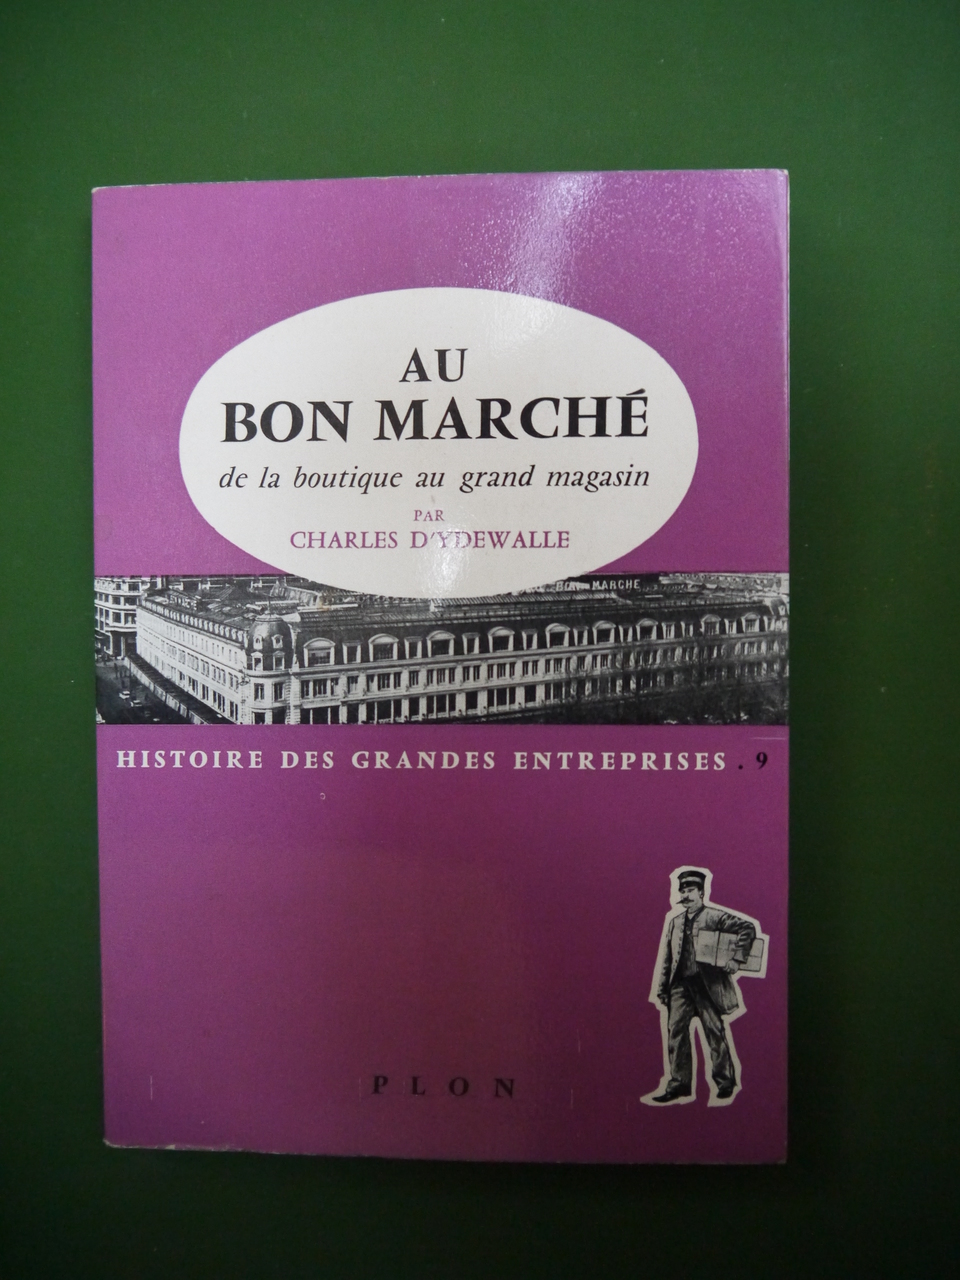 AU
BON MARCHÉ
de la boutique au grand magasin
PAR
CHARLES D'YDEWALLE
MARCHE
HISTOIRE DES GRANDES ENTREPRISES . 9
PLON